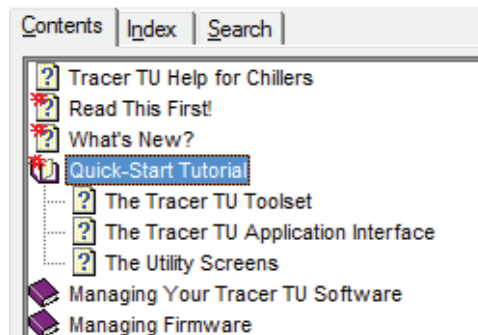 Contents Index Search
Tracer TU Help for Chillers
Read This First!
What's New?
Quick-Start Tutorial
The Tracer TU Toolset
The Tracer TU Application Interface
The Utility Screens
Managing Your Tracer TU Software
Managing Firmware